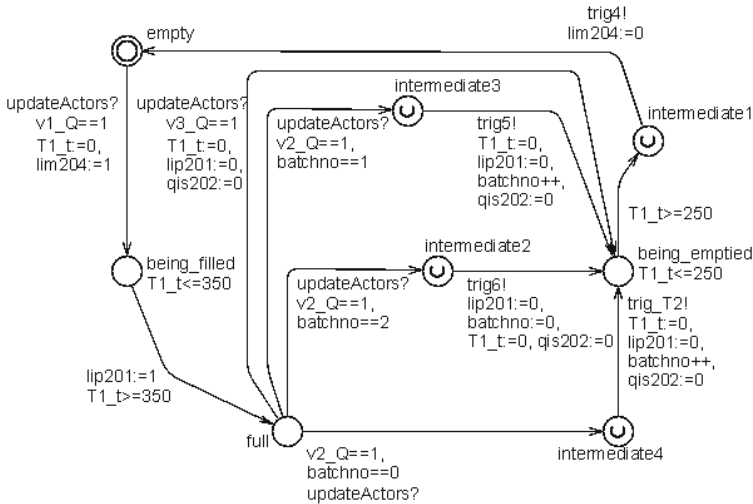 trig4!
lim204:=0
empty
intermediate3
intermediate1
updateActors?
v1_Q==1
T1_t:=0,
lim204:=1
updateActors?
v3_Q==1
T1_t:=0,
lip201:=0,
qis202:=0
updateActors?
v2_Q==1,
batchno==1
trig5!
T1_t:=0,
lip201:=0,
batchno++,
qis202:=0
T1_t>=250
being_filled
T1_t<=350
intermediate2
being_emptied
T1_t<=250
updateActors?
v2_Q==1,
batchno==2
trig6!
lip201:=0,
batchno:=0,
T1_t:=0, qis202:=0
trig_T2!
T1_t:=0,
lip201:=0,
batchno++,
qis202:=0
lip201:=1
T1_t>=350
full
v2_Q==1,
batchno==0
updateActors?
intermediate4